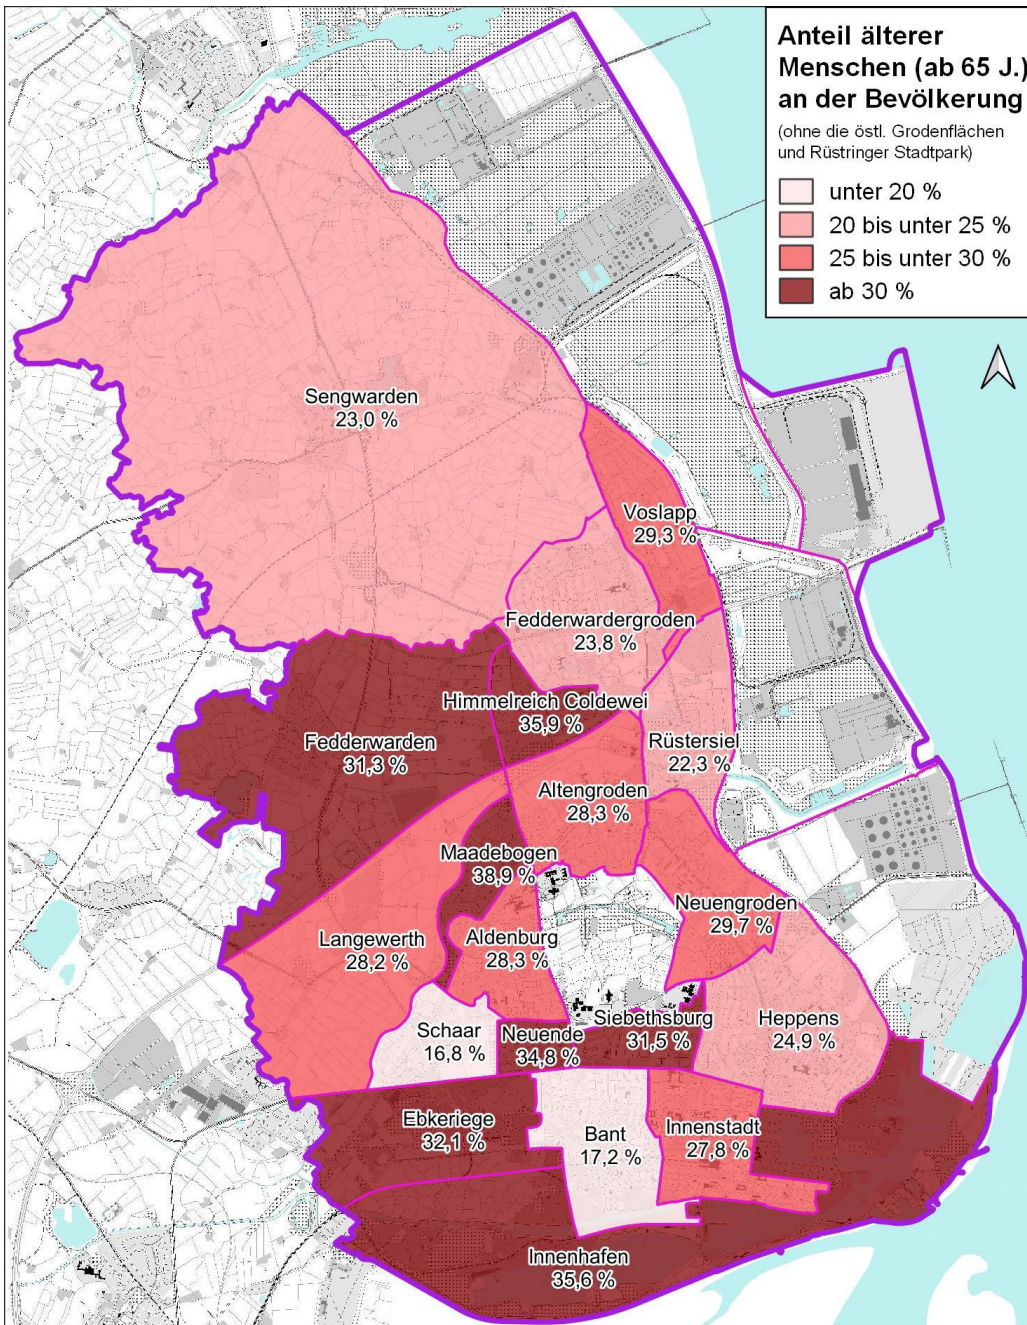 Anteil älterer
Menschen (ab 65 J.)
an der Bevölkerung
(ohne die östl. Grodenflächen
und Rüstringer Stadtpark)
unter 20 %
20 bis unter 25 %
25 bis unter 30 %
ab 30 %
Sengwarden
23,0 %
Voslapp
29,3 %
Fedderwardergroden
23,8 %
Himmelreich Coldewei
35,9 %
Fedderwarden
31,3 %
Rüstersiel
22,3 %
Altengroden
28,3 %
Maadebogen
38,9 %
Neuengroden
29,7 %
Langewerth
28,2 %
Aldenburg
28,3 %
Schaar
16,8 %
Neuende
34,8 %
Siebethsburg
31,5 %
Heppens
24,9 %
Ebkeriege
32,1 %
Bant
17,2 %
Innenstadt
27,8 %
Innenhafen
35,6 %